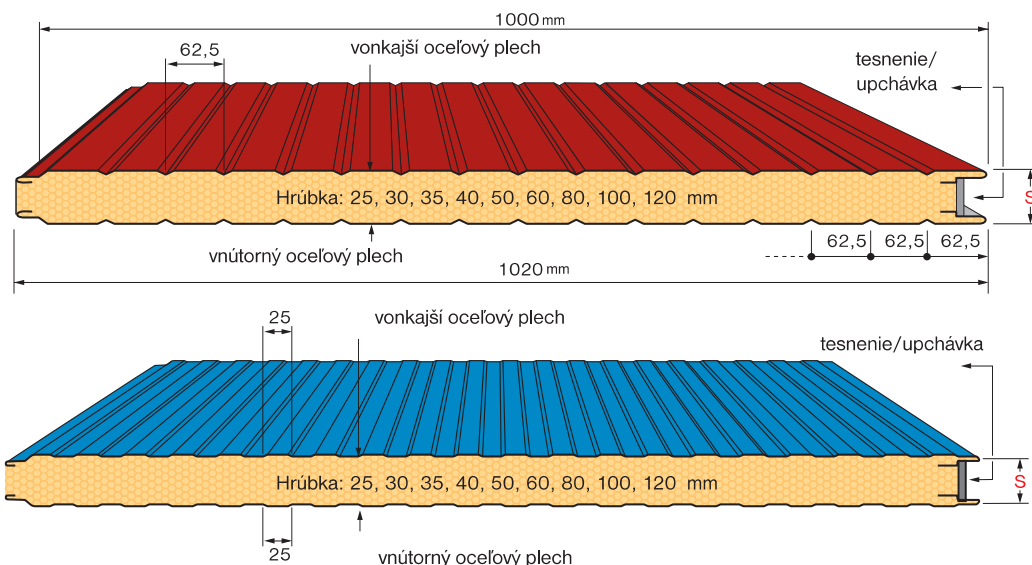 1000 mm
62,5
vonkajší oceľový plech
tesnenie/
upchávka
Hrúbka: 25, 30, 35, 40, 50, 60, 80, 100, 120 mm
S
vnútorný oceľový plech
62,5 62,5 62,5
1020 mm
25
vonkajší oceľový plech
tesnenie/upchávka
Hrúbka: 25, 30, 35, 40, 50, 60, 80, 100, 120 mm
S
25
vnútorný oceľový plech